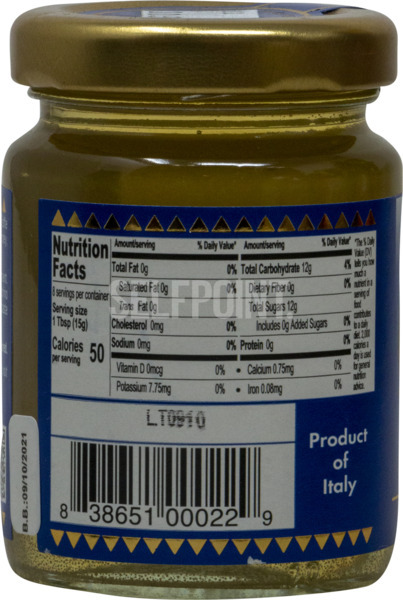 Nutrition
Facts
8 servings per container
Serving size
1 Tbsp (15g)
Calories
per serving 50
Amount/serving % Daily Value*
Total Fat 0g 0%
Saturated Fat 0g 0%
Trans Fat 0g
Cholesterol 0mg 0%
Sodium 0mg 0%
Vitamin D 0mcg 0%
Potassium 7.75mg 0%
Amount/serving % Daily Value*
Total Carbohydrate 12g 4%
Dietary Fiber 0g 0%
Total Sugars 12g
Includes 0g Added Sugars 0%
Protein 0g 0%
• Calcium 0.75mg 0%
• Iron 0.08mg 0%
*The % Daily
Value (DV)
tells you how
much a
nutrient in a
serving of
food
contributes
to a daily
diet. 2,000
calories a
day is used
for general
nutrition
advice.
LT0910
8 38651 00022 9
Product
of
Italy
B.B.:09/10/2021